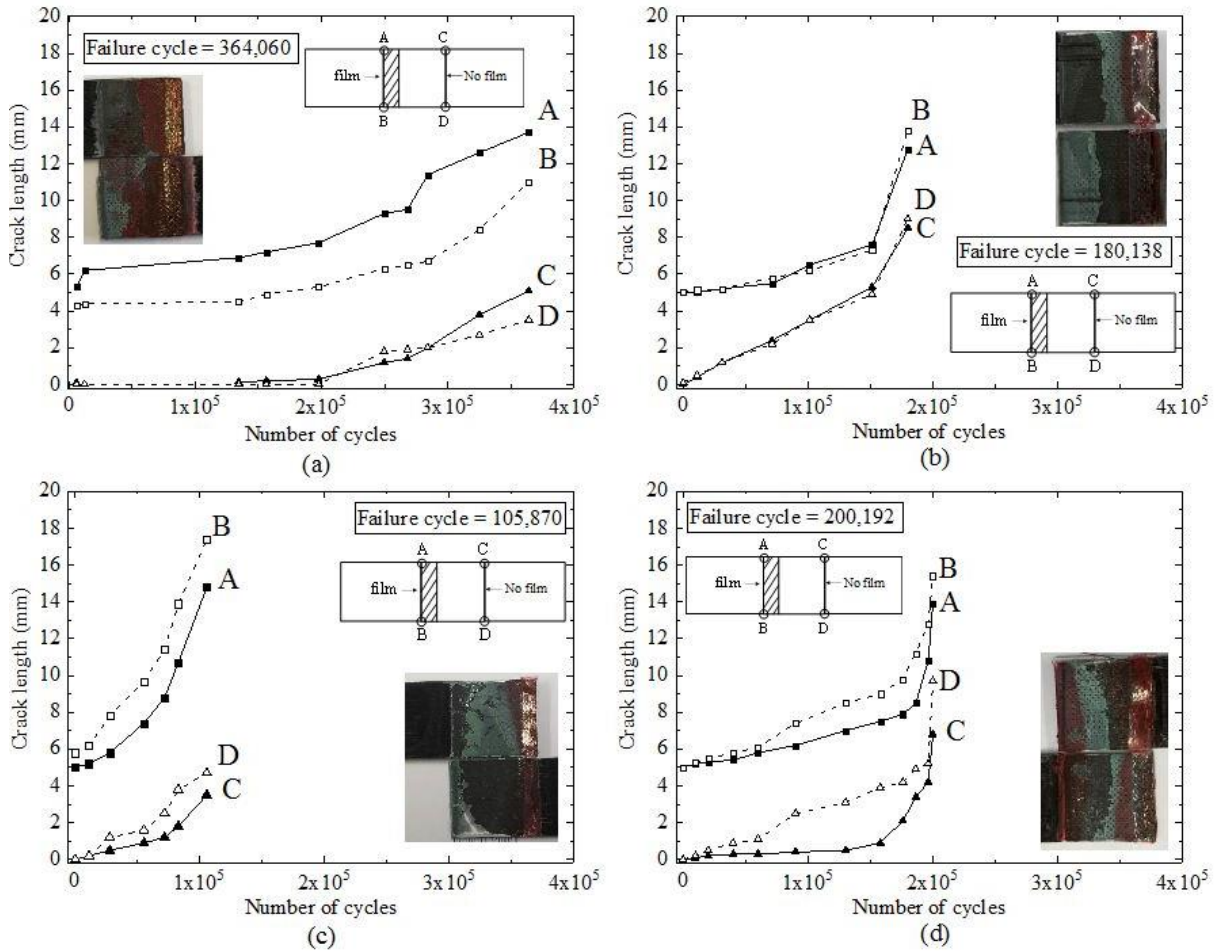 20
18
16
14
12
10
8
6
4
2
0
Crack length (mm)
Failure cycle = 364,060
A
C
film
No film
B
D
A
B
C
D
0
1x10⁵
2x10⁵
3x10⁵
4x10⁵
Number of cycles
(a)
20
18
16
14
12
10
8
6
4
2
0
Crack length (mm)
B
A
D
C
Failure cycle = 180,138
A
C
film
No film
B
D
0
1x10⁵
2x10⁵
3x10⁵
4x10⁵
Number of cycles
(b)
20
18
16
14
12
10
8
6
4
2
0
Crack length (mm)
Failure cycle = 105,870
B
A
A
C
film
No film
B
D
D
C
0
1x10⁵
2x10⁵
3x10⁵
4x10⁵
Number of cycles
(c)
20
18
16
14
12
10
8
6
4
2
0
Crack length (mm)
Failure cycle = 200,192
A
C
film
No film
B
D
B
A
D
C
0
1x10⁵
2x10⁵
3x10⁵
4x10⁵
Number of cycles
(d)